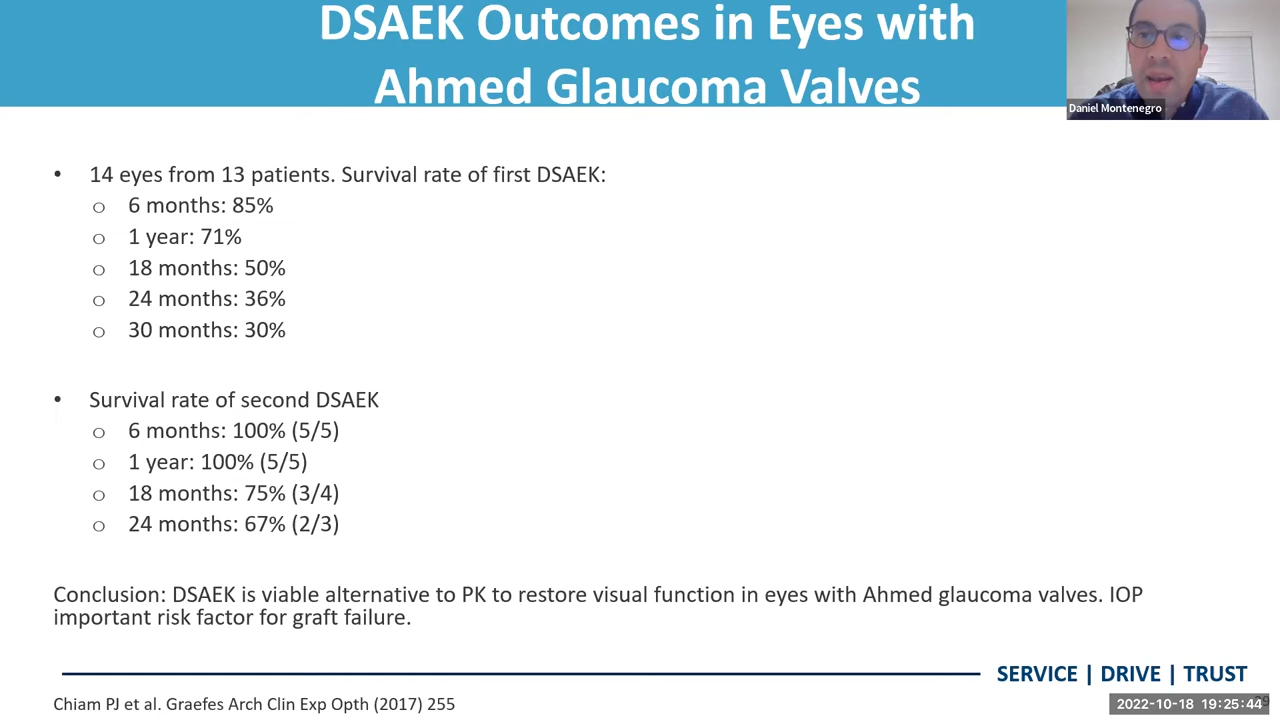 DSAEK Outcomes in Eyes with
Ahmed Glaucoma Valves
Daniel Montenegro
• 14 eyes from 13 patients. Survival rate of first DSAEK:
o 6 months: 85%
o 1 year: 71%
o 18 months: 50%
o 24 months: 36%
o 30 months: 30%
• Survival rate of second DSAEK
o 6 months: 100% (5/5)
o 1 year: 100% (5/5)
o 18 months: 75% (3/4)
o 24 months: 67% (2/3)
Conclusion: DSAEK is viable alternative to PK to restore visual function in eyes with Ahmed glaucoma valves. IOP
important risk factor for graft failure.
SERVICE | DRIVE | TRUST
Chiam PJ et al. Graefes Arch Clin Exp Opth (2017) 255
2022-10-18 19:25:44